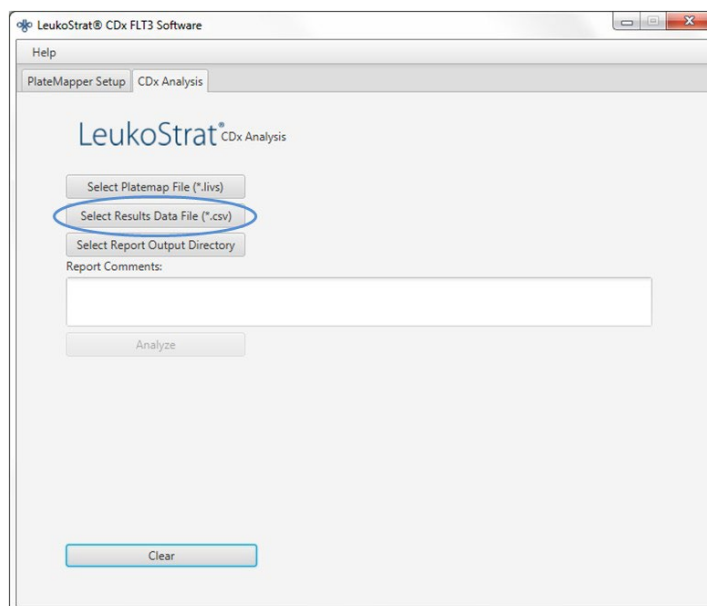 LeukoStrat® CDx FLT3 Software
Help
PlateMapper Setup CDx Analysis
LeukoStrat® CDx Analysis
Select Platemap File (*.livs)
Select Results Data File (*.csv)
Select Report Output Directory
Report Comments:
Analyze
Clear